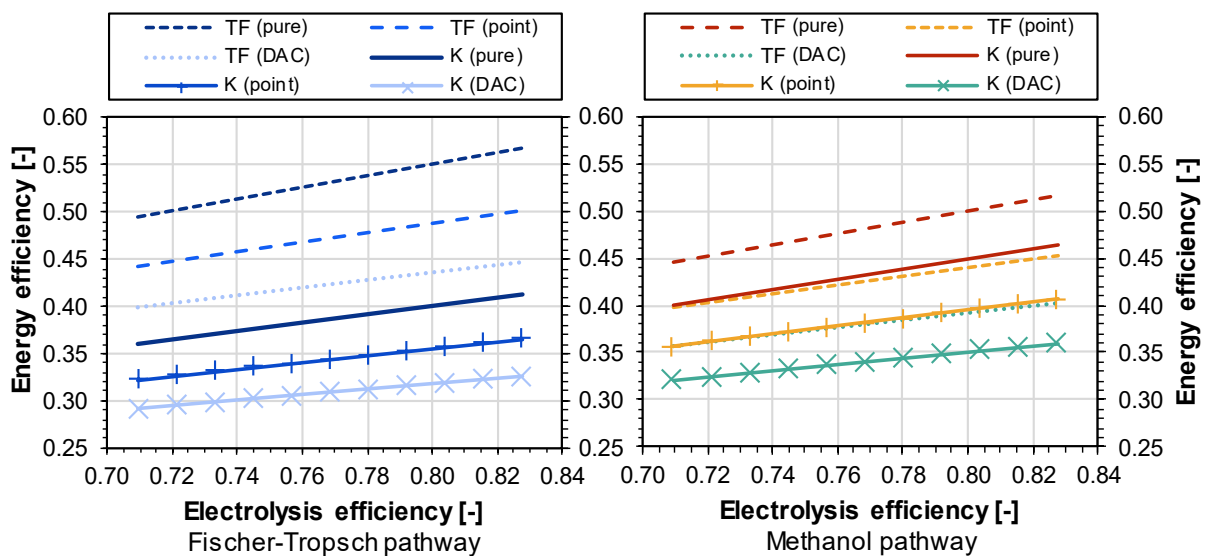 TF (pure) TF (point)
TF (DAC) K (pure)
K (point) K (DAC)
TF (pure) TF (point)
TF (DAC) K (pure)
K (point) K (DAC)
Energy efficiency [-]
0.60
0.55
0.50
0.45
0.40
0.35
0.30
0.25
0.70 0.72 0.74 0.76 0.78 0.80 0.82 0.84
Electrolysis efficiency [-]
Fischer-Tropsch pathway
0.60 0.60
0.55 0.55
0.50 0.50
0.45 0.45
0.40 0.40
0.35 0.35
0.30 0.30
0.25 0.25
Energy efficiency [-]
0.70 0.72 0.74 0.76 0.78 0.80 0.82 0.84
Electrolysis efficiency [-]
Methanol pathway